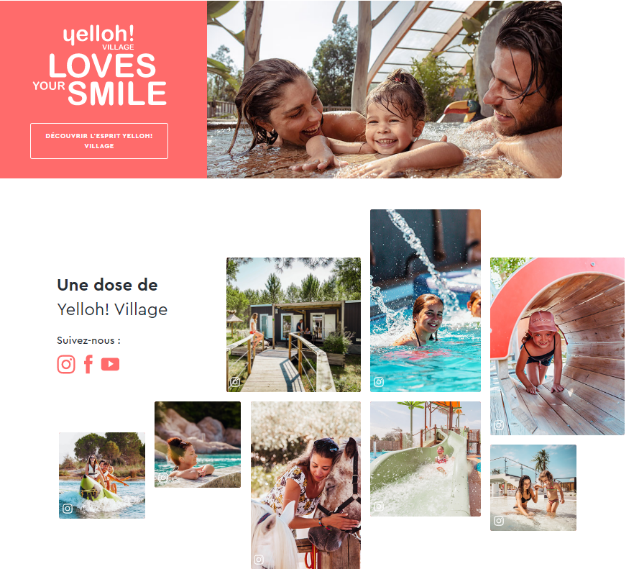 yelloh!
VILLAGE
LOVES
YOUR SMILE
DÉCOUVRIR L'ESPRIT YELLOH!
VILLAGE
Une dose de
Yelloh! Village
Suivez-nous :